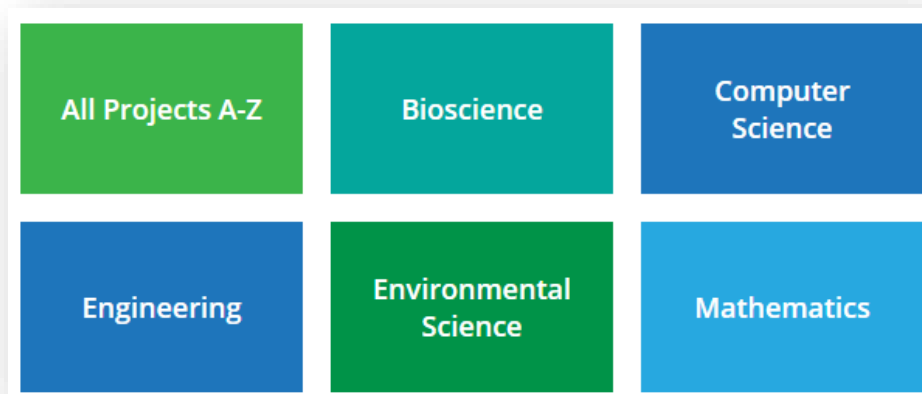 All Projects A-Z
Bioscience
Computer
Science
Engineering
Environmental
Science
Mathematics